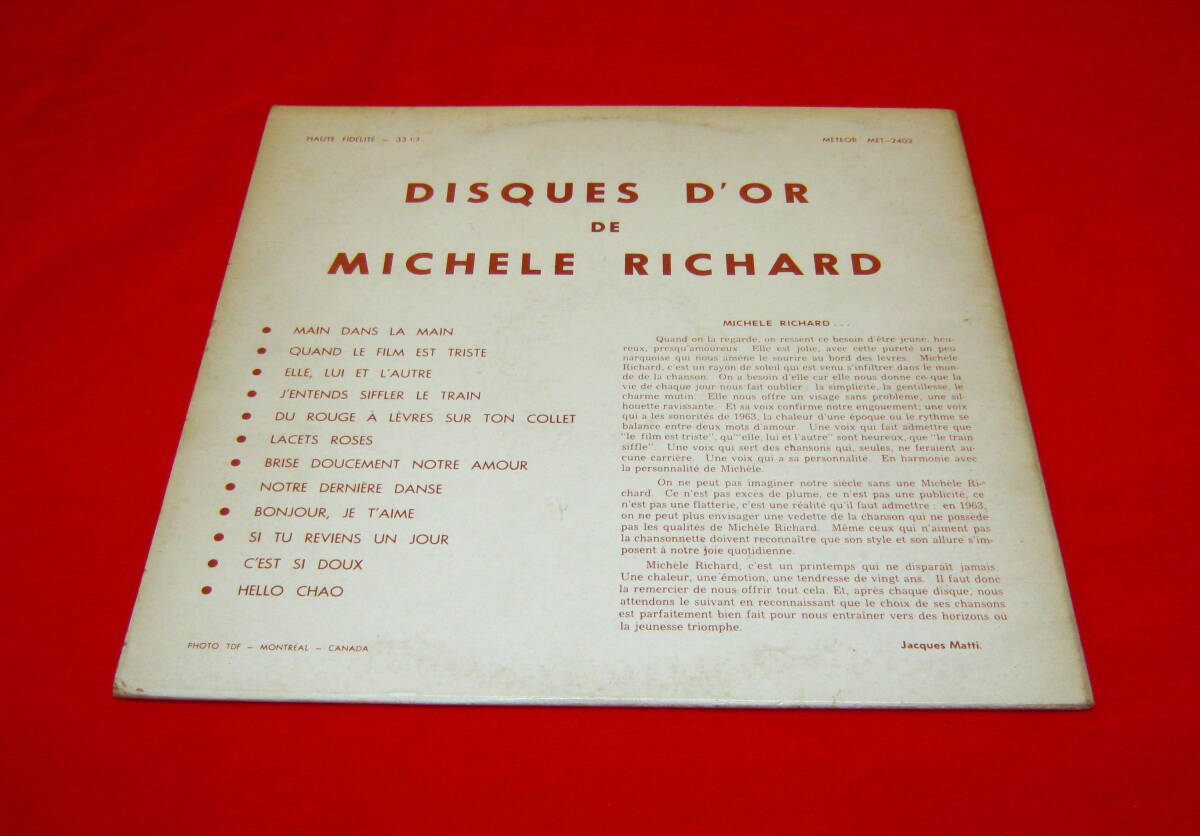 HAUTE FIDELITÉ – 33 1/3.
METEOR MET-2402
DISQUES D'OR
DE
MICHELE RICHARD
• MAIN DANS LA MAIN
• QUAND LE FILM EST TRISTE
• ELLE, LUI ET L'AUTRE
• J'ENTENDS SIFFLER LE TRAIN
• DU ROUGE À LÈVRES SUR TON COLLET
• LACETS ROSES
• BRISE DOUCEMENT NOTRE AMOUR
• NOTRE DERNIÈRE DANSE
• BONJOUR, JE T'AIME
• SI TU REVIENS UN JOUR
• C'EST SI DOUX
• HELLO CHAO
PHOTO TDF – MONTRÉAL – CANADA
MICHELE RICHARD . . .
Quand on la regarde, on ressent ce besoin d'être jeune, heu-
reux, presqu'amoureux Elle est jolie, avec cette pureté un peu
narquoise qui nous amène le sourire au bord des lèvres. Michèle
Richard, c'est un rayon de soleil qui est venu s'infiltrer dans le mon-
de de la chanson. On a besoin d'elle car elle nous donne ce que la
vie de chaque jour nous fait oublier : la simplicité, la gentillesse, le
charme mutin. Elle nous offre un visage sans problème, une sil-
houette ravissante. Et sa voix confirme notre engouement; une voix
qui a les sonorités de 1963, la chaleur d'une époque ou le rythme se
balance entre deux mots d'amour. Une voix qui fait admettre que
"le film est triste", qu'"elle, lui et l'autre" sont heureux, que "le train
siffle". Une voix qui sert des chansons qui, seules, ne feraient au-
cune carrière. Une voix qui a sa personnalité. En harmonie avec
la personnalité de Michèle.
On ne peut pas imaginer notre siècle sans une Michèle Ri-
chard. Ce n'est pas excès de plume, ce n'est pas une publicité, ce
n'est pas une flatterie, c'est une réalité qu'il faut admettre : en 1963,
on ne peut plus envisager une vedette de la chanson qui ne possède
pas les qualités de Michèle Richard. Même ceux qui n'aiment pas
la chansonnette doivent reconnaître que son style et son allure s'im-
posent à notre joie quotidienne.
Michèle Richard, c'est un printemps qui ne disparaît jamais.
Une chaleur, une émotion, une tendresse de vingt ans. Il faut donc
la remercier de nous offrir tout cela. Et, après chaque disque, nous
attendons le suivant en reconnaissant que le choix de ses chansons
est parfaitement bien fait pour nous entraîner vers des horizons où
la jeunesse triomphe.
Jacques Matti.